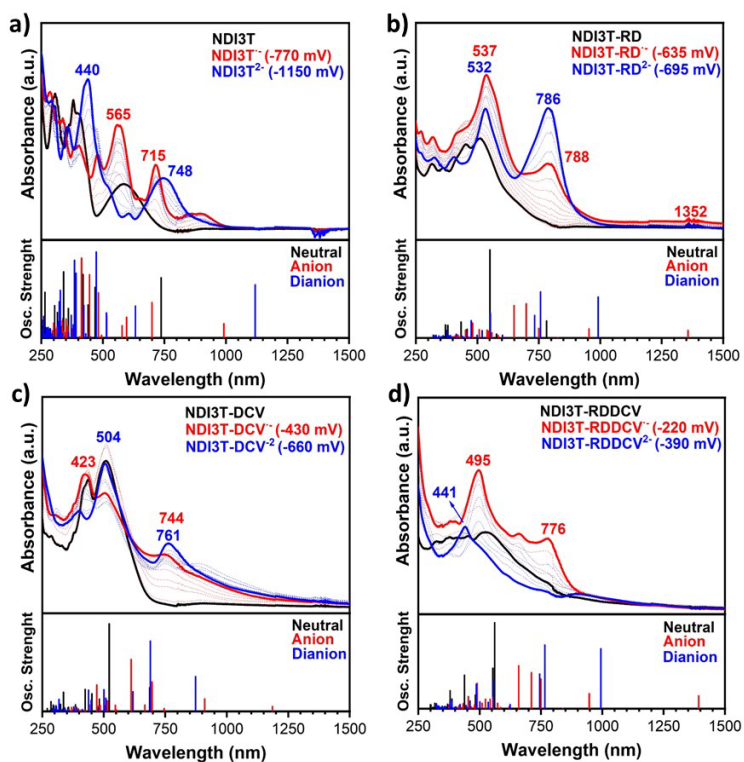 a)
NDI3T
NDI3T·- (-770 mV)
NDI3T2- (-1150 mV)
440
565
715
748
Absorbance (a.u.)
Neutral
Anion
Dianion
Osc. Strenght
250 500 750 1000 1250 1500
Wavelength (nm)
b)
NDI3T-RD
NDI3T-RD·- (-635 mV)
NDI3T-RD2- (-695 mV)
537
532
786
788
1352
Absorbance (a.u.)
Neutral
Anion
Dianion
Osc. Strenght
250 500 750 1000 1250 1500
Wavelength (nm)
c)
NDI3T-DCV
NDI3T-DCV·- (-430 mV)
NDI3T-DCV-2 (-660 mV)
504
423
744
761
Absorbance (a.u.)
Neutral
Anion
Dianion
Osc. Strenght
250 500 750 1000 1250 1500
Wavelength (nm)
d)
NDI3T-RDDCV
NDI3T-RDDCV·- (-220 mV)
NDI3T-RDDCV2- (-390 mV)
495
441
776
Absorbance (a.u.)
Neutral
Anion
Dianion
Osc. Strenght
250 500 750 1000 1250 1500
Wavelength (nm)